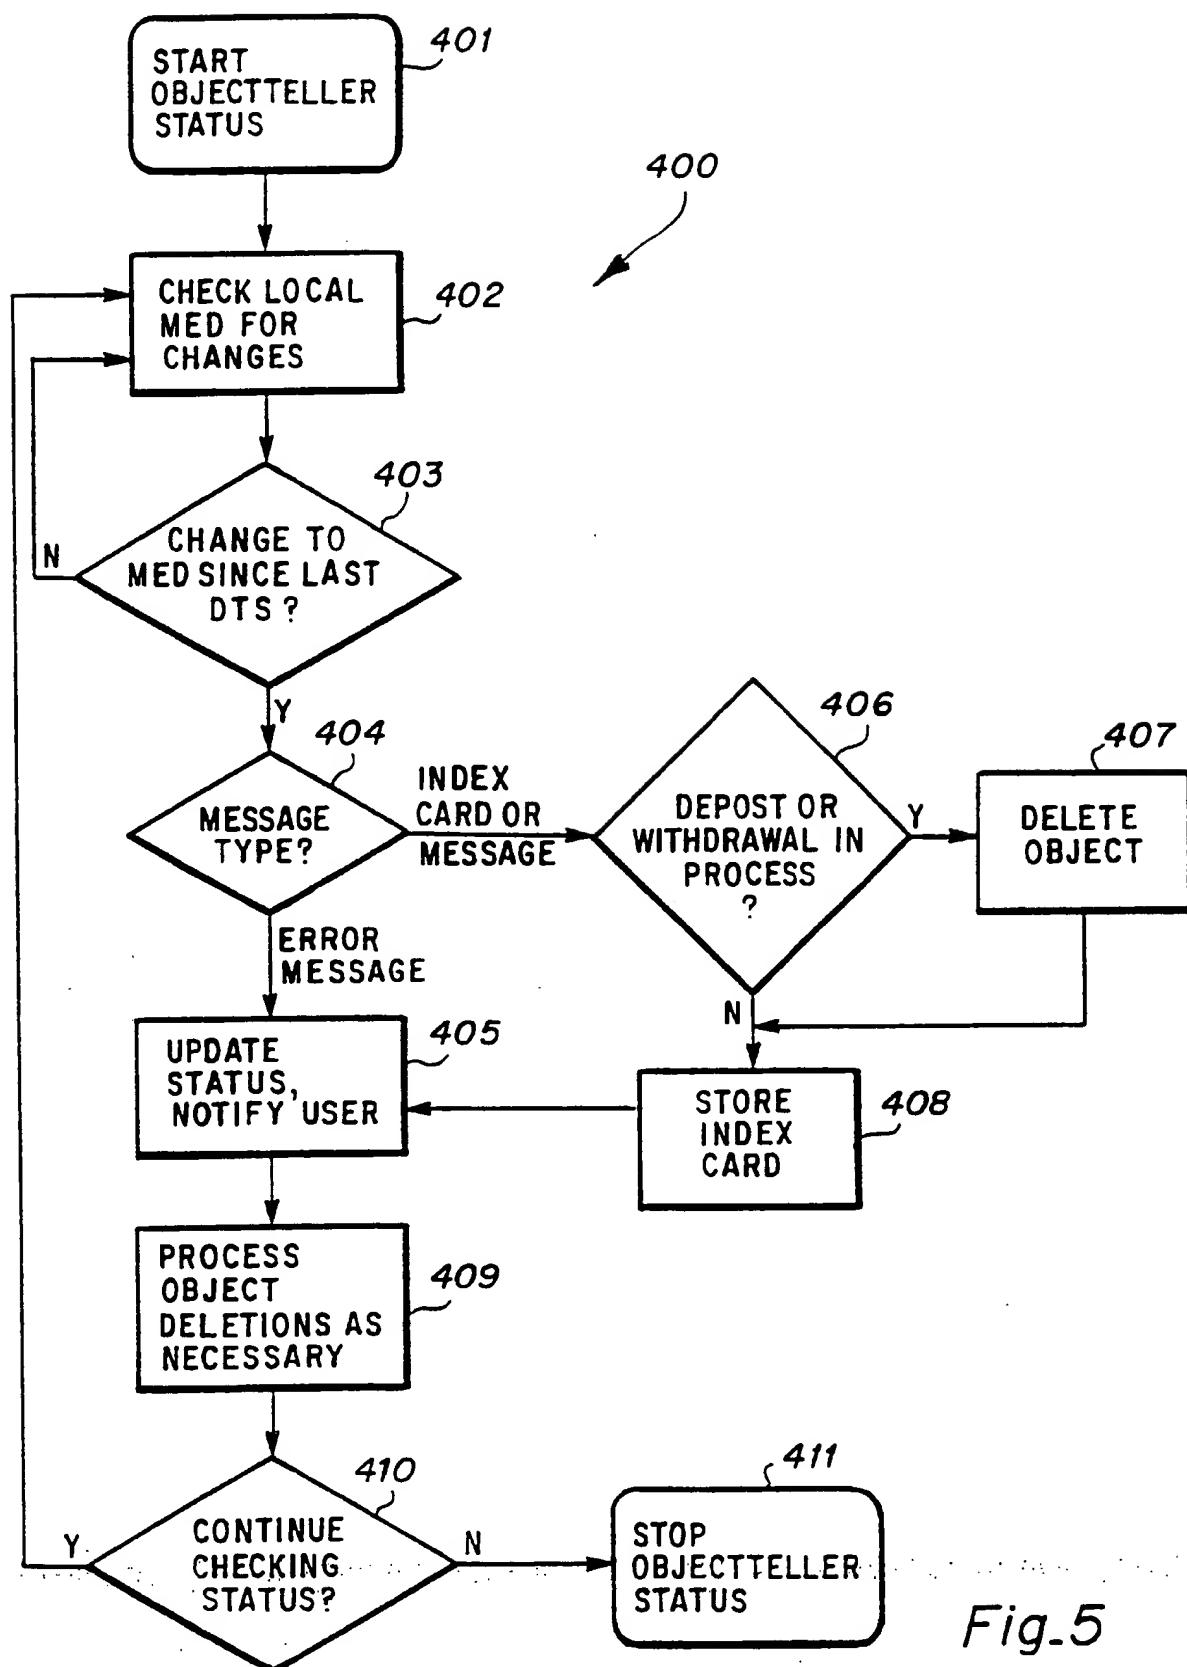 401
START
OBJECTTELLER
STATUS
400
CHECK LOCAL
MED FOR
CHANGES
402
403
CHANGE TO
MED SINCE LAST
DTS?
N
Y
404
MESSAGE
TYPE?
INDEX
CARD OR
MESSAGE
406
DEPOST OR
WITHDRAWAL IN
PROCESS
?
Y
407
DELETE
OBJECT
N
ERROR
MESSAGE
405
UPDATE
STATUS,
NOTIFY USER
STORE
INDEX
CARD
408
PROCESS
OBJECT
DELETIONS AS
NECESSARY
409
410
CONTINUE
CHECKING
STATUS?
Y
N
411
STOP
OBJECTTELLER
STATUS
Fig.5